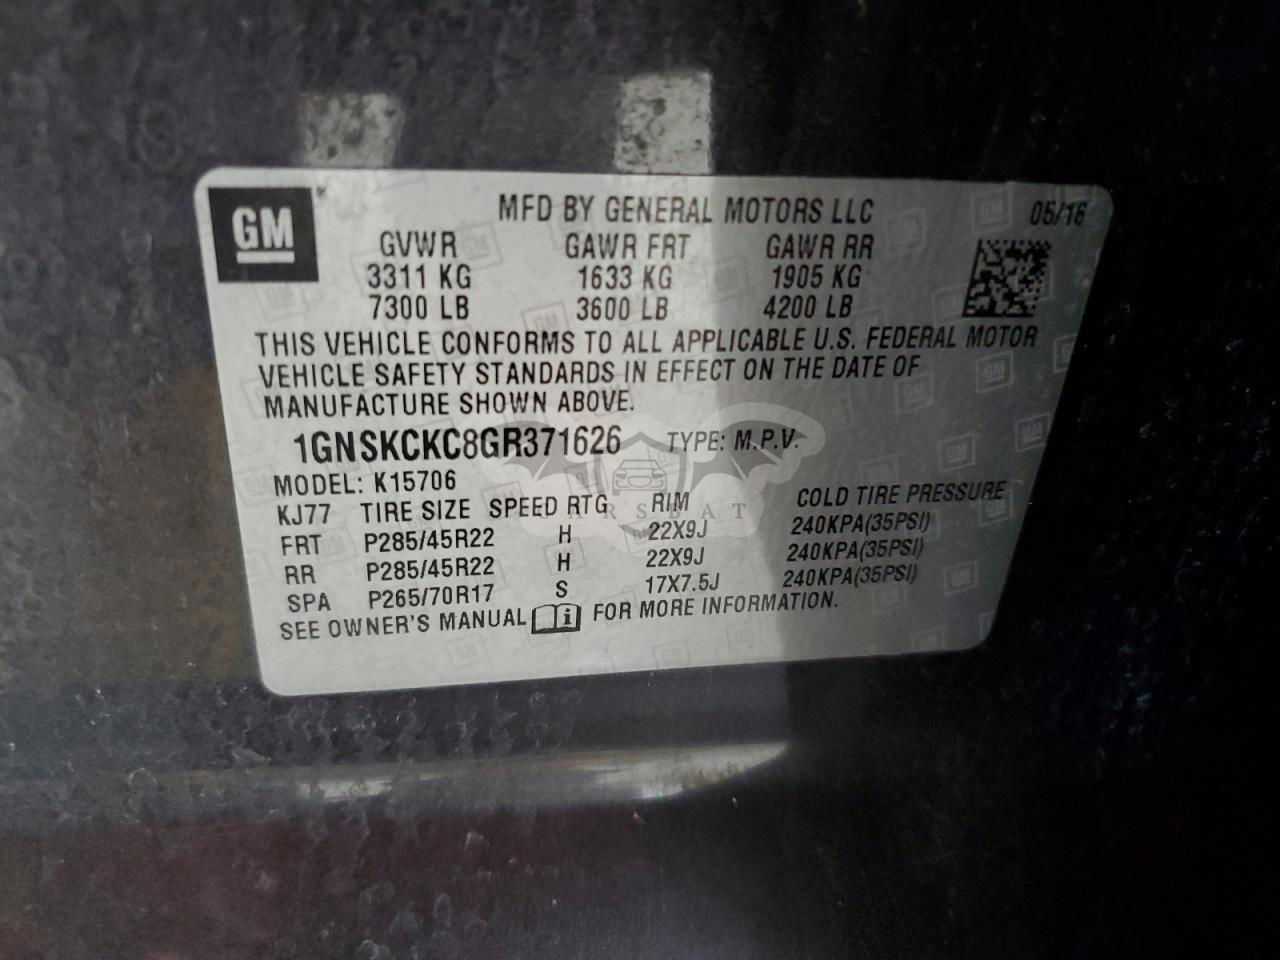 GM
MFD BY GENERAL MOTORS LLC 05/16
GVWR GAWR FRT GAWR RR
3311 KG 1633 KG 1905 KG
7300 LB 3600 LB 4200 LB
THIS VEHICLE CONFORMS TO ALL APPLICABLE U.S. FEDERAL MOTOR
VEHICLE SAFETY STANDARDS IN EFFECT ON THE DATE OF
MANUFACTURE SHOWN ABOVE.
1GNSKCKC8GR371626 TYPE: M.P.V.
MODEL: K15706
KJ77 TIRE SIZE SPEED RTG RIM COLD TIRE PRESSURE
FRT P285/45R22 H 22X9J 240KPA(35PSI)
RR P285/45R22 H 22X9J 240KPA(35PSI)
SPA P265/70R17 S 17X7.5J 240KPA(35PSI)
SEE OWNER'S MANUAL i FOR MORE INFORMATION.
CARSBAT